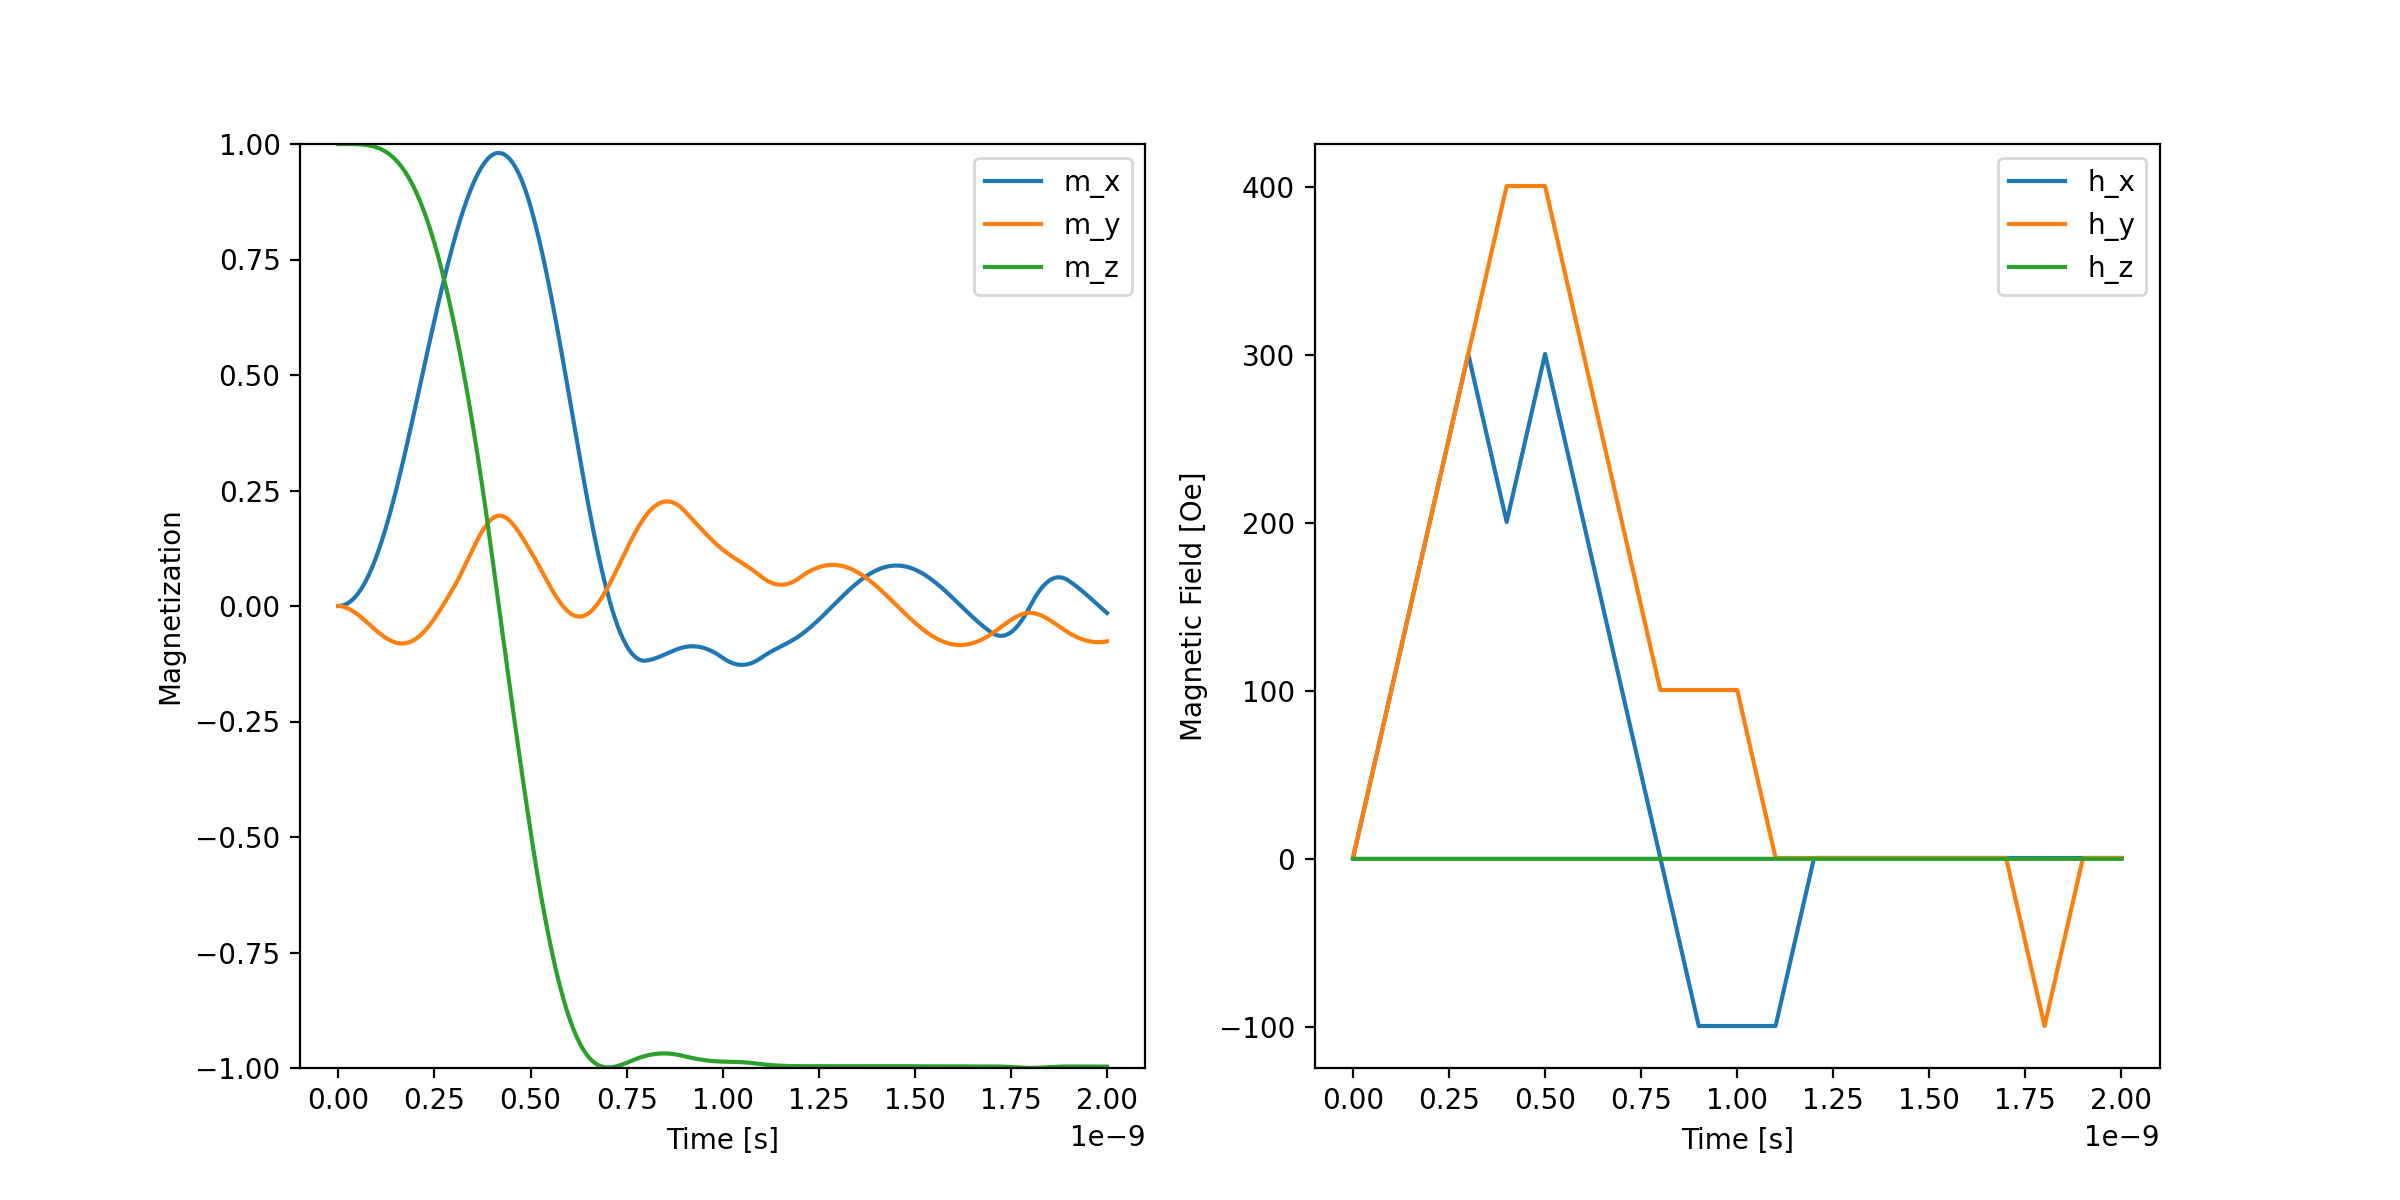 1.00
0.75
0.50
0.25
0.00
−0.25
−0.50
−0.75
−1.00
Magnetization
0.00 0.25 0.50 0.75 1.00 1.25 1.50 1.75 2.00
Time [s]
1e−9
m_x
m_y
m_z
400
300
200
100
0
−100
Magnetic Field [Oe]
0.00 0.25 0.50 0.75 1.00 1.25 1.50 1.75 2.00
Time [s]
1e−9
h_x
h_y
h_z